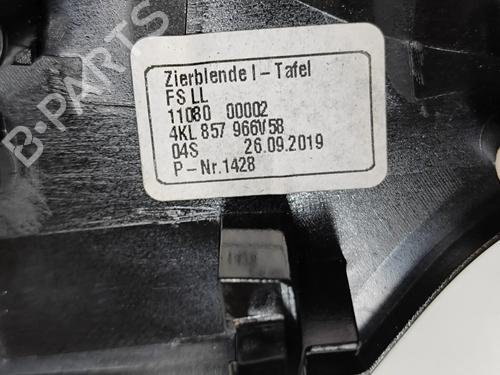 B-PARTS
Zierblende I - Tafel
FS LL
11080 00002
4KL 857 966V58
04S 26.09.2019
P-Nr.1428